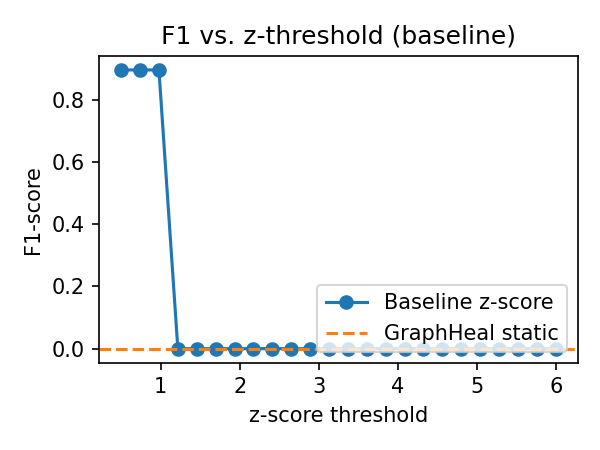 F1 vs. z-threshold (baseline)
F1-score
0.8
0.6
0.4
0.2
0.0
Baseline z-score
GraphHeal static
1 2 3 4 5 6
z-score threshold